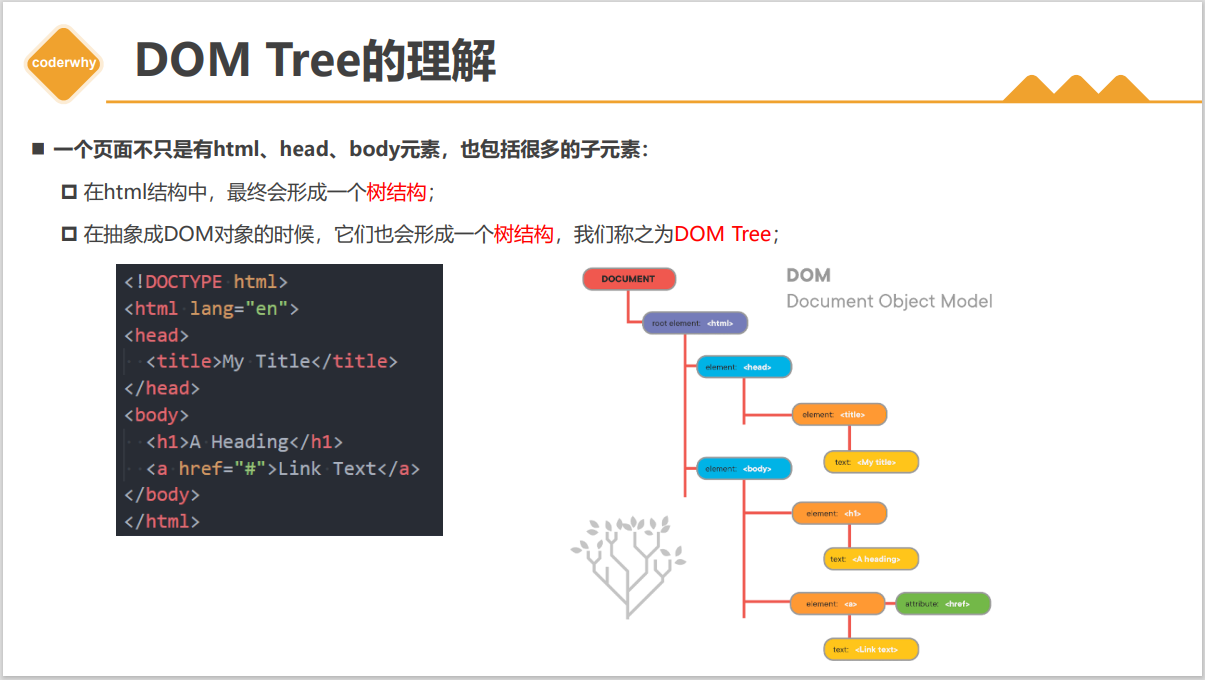 coderwhy
DOM Tree的理解
一个页面不只是有html、head、body元素，也包括很多的子元素：
在html结构中，最终会形成一个树结构；
在抽象成DOM对象的时候，它们也会形成一个树结构，我们称之为DOM Tree；
<!DOCTYPE html>
<html lang="en">
<head>
  <title>My Title</title>
</head>
<body>
  <h1>A Heading</h1>
  <a href="#">Link Text</a>
</body>
</html>
DOM
Document Object Model
DOCUMENT
root element: <html>
element: <head>
element: <title>
text: <My title>
element: <body>
element: <h1>
text: <A heading>
element: <a>
attribute: <href>
text: <Link text>